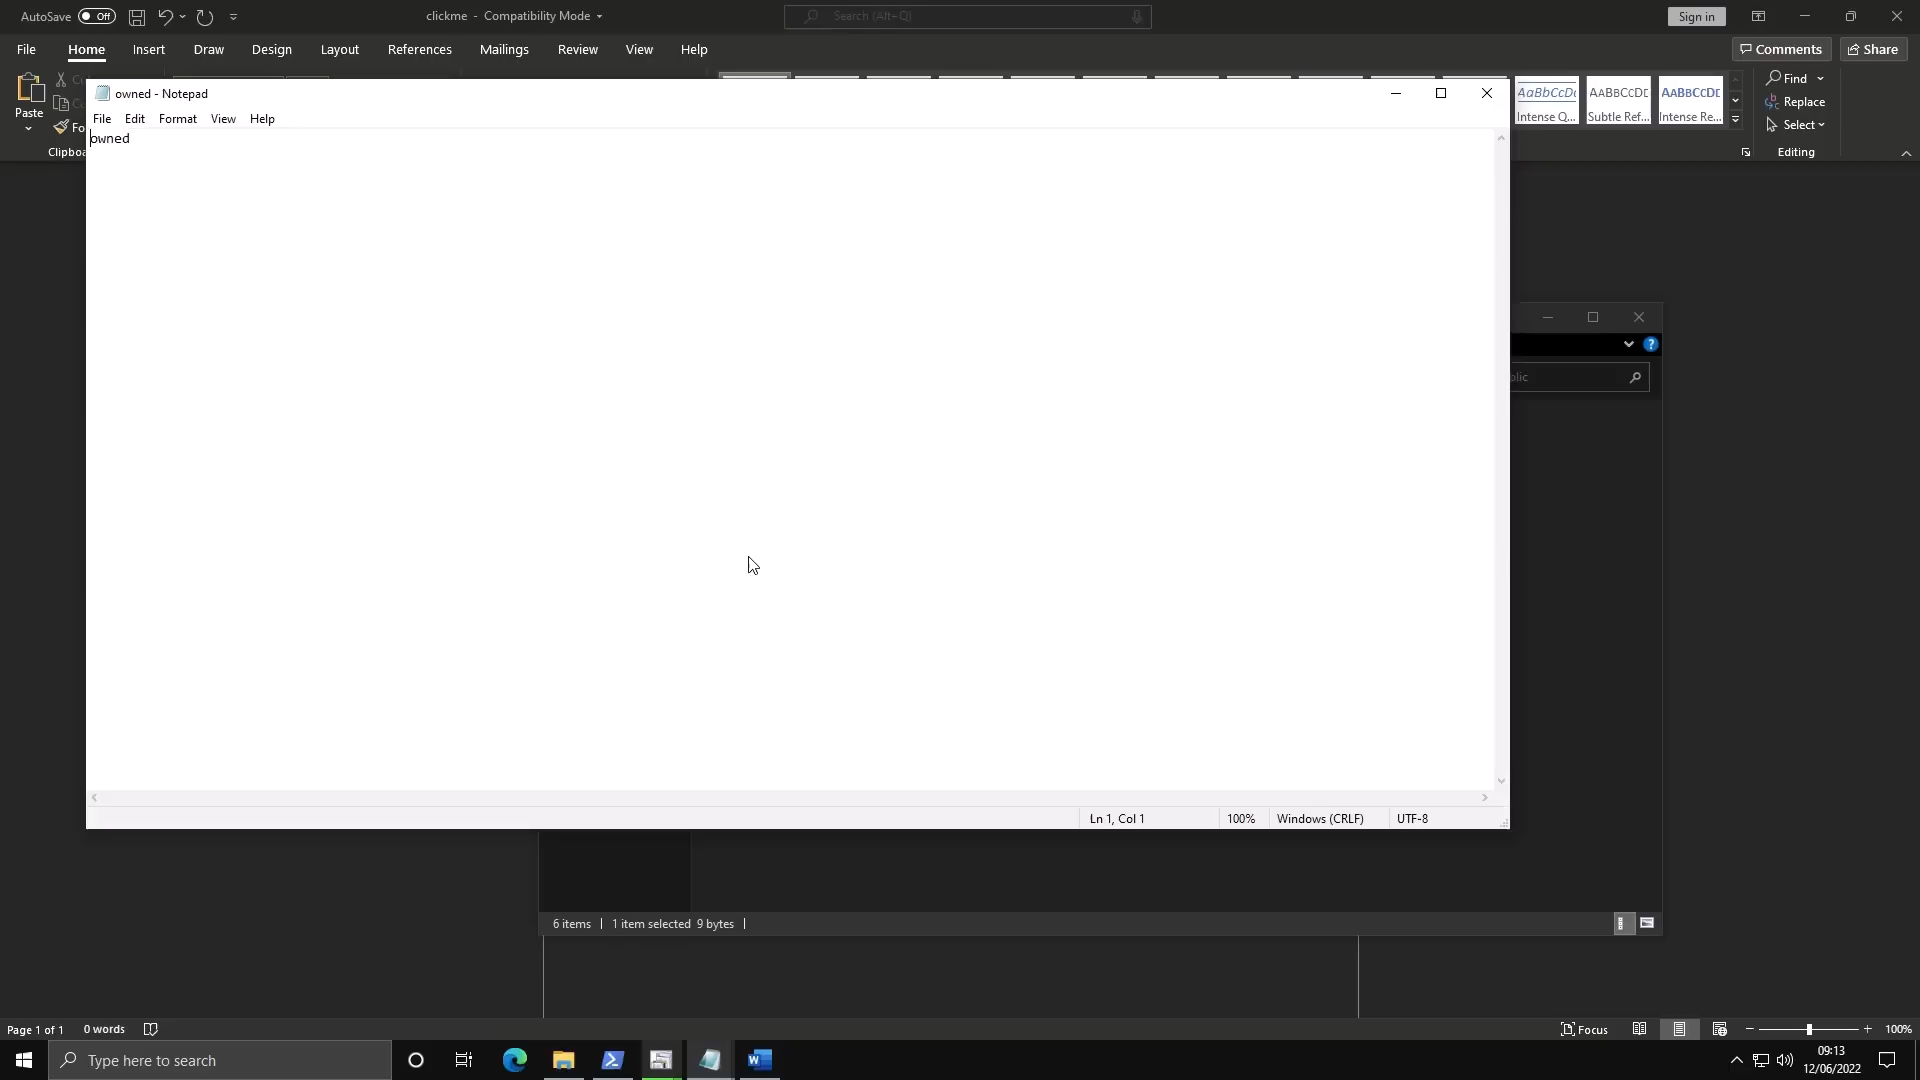 AutoSave Off clickme - Compatibility Mode Search (Alt+Q) Sign in
File Home Insert Draw Design Layout References Mailings Review View Help Comments Share
Paste
Clipboa
owned - Notepad
File Edit Format View Help
owned
AaBbCcDc AABBCCDE AABBCCDE
Intense Q... Subtle Ref... Intense Re...
Find
Replace
Select
Editing
Ln 1, Col 1 100% Windows (CRLF) UTF-8
6 items 1 item selected 9 bytes
Page 1 of 1 0 words Focus 100%
Type here to search
09:13
12/06/2022